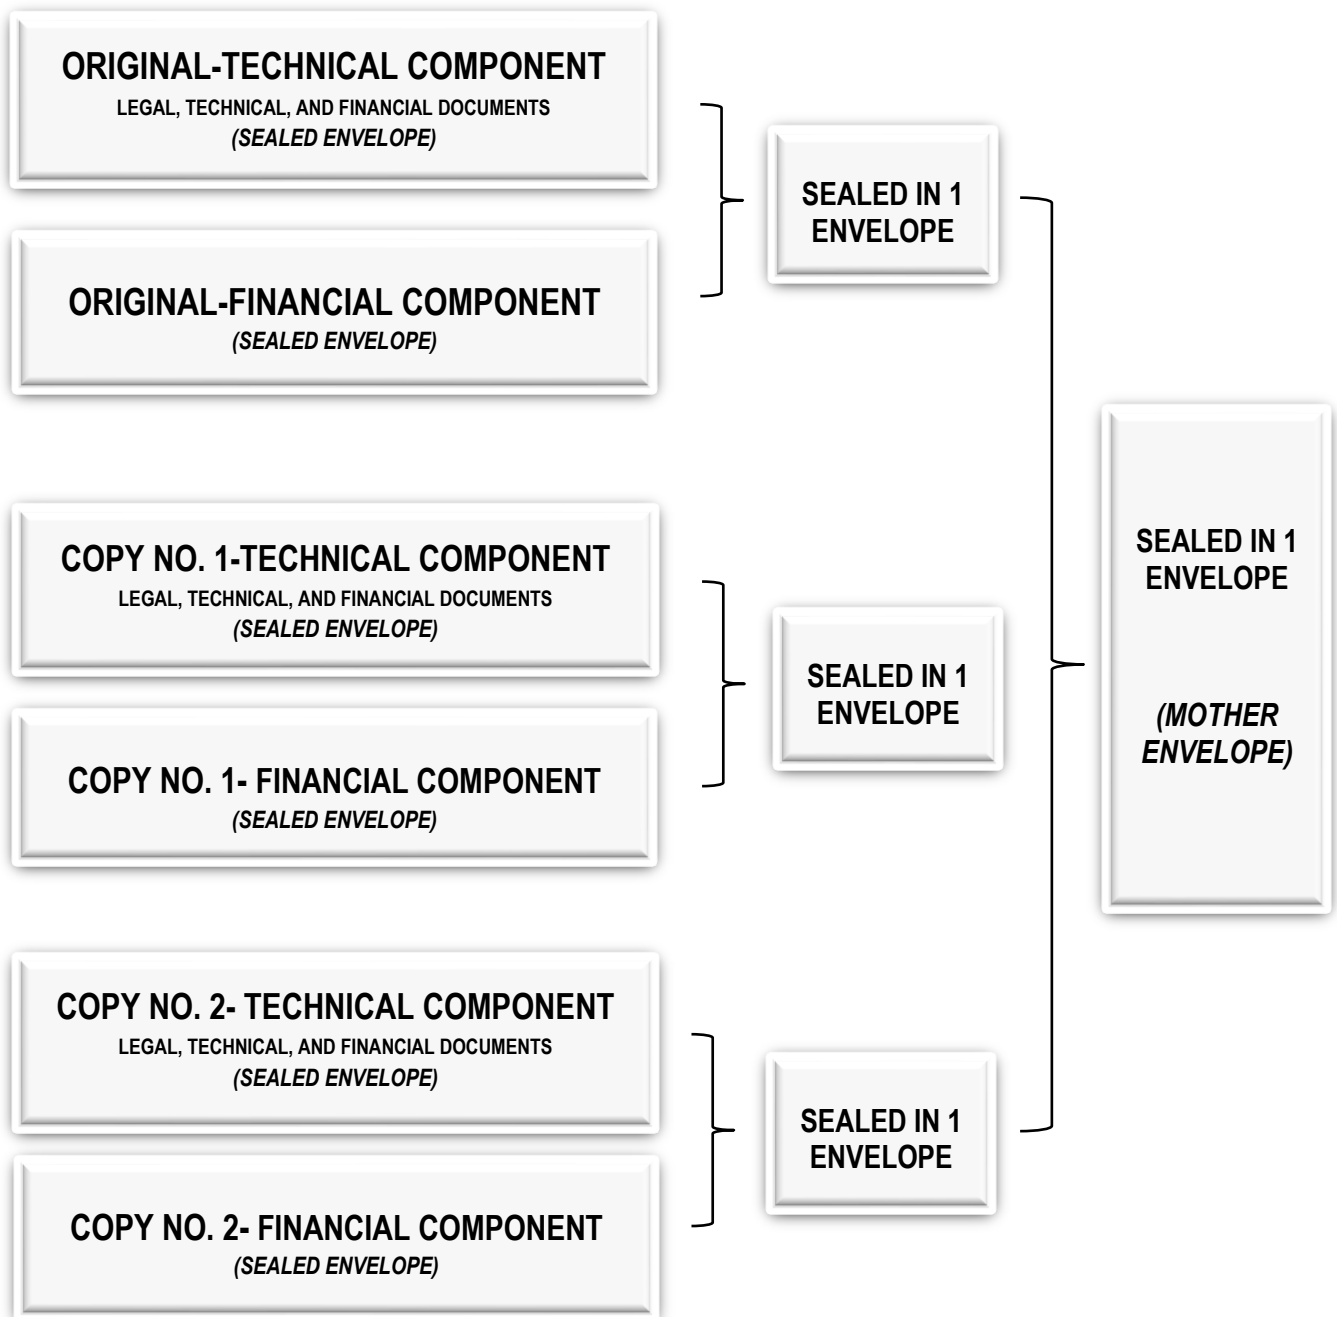 ORIGINAL-TECHNICAL COMPONENT
LEGAL, TECHNICAL, AND FINANCIAL DOCUMENTS
(SEALED ENVELOPE)
ORIGINAL-FINANCIAL COMPONENT
(SEALED ENVELOPE)
SEALED IN 1
ENVELOPE
COPY NO. 1-TECHNICAL COMPONENT
LEGAL, TECHNICAL, AND FINANCIAL DOCUMENTS
(SEALED ENVELOPE)
COPY NO. 1- FINANCIAL COMPONENT
(SEALED ENVELOPE)
SEALED IN 1
ENVELOPE
COPY NO. 2- TECHNICAL COMPONENT
LEGAL, TECHNICAL, AND FINANCIAL DOCUMENTS
(SEALED ENVELOPE)
COPY NO. 2- FINANCIAL COMPONENT
(SEALED ENVELOPE)
SEALED IN 1
ENVELOPE
SEALED IN 1
ENVELOPE
(MOTHER
ENVELOPE)